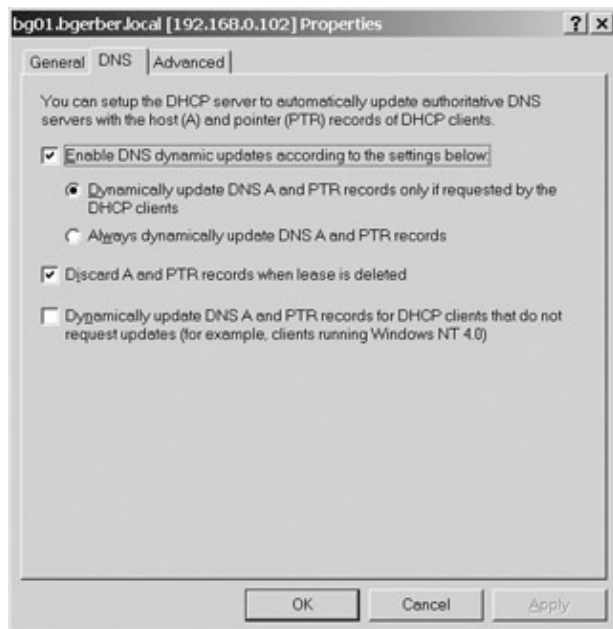 bg01.bgerber.local [192.168.0.102] Properties
General DNS Advanced
You can setup the DHCP server to automatically update authoritative DNS
servers with the host (A) and pointer (PTR) records of DHCP clients.
Enable DNS dynamic updates according to the settings below:
Dynamically update DNS A and PTR records only if requested by the
DHCP clients
Always dynamically update DNS A and PTR records
Discard A and PTR records when lease is deleted
Dynamically update DNS A and PTR records for DHCP clients that do not
request updates (for example, clients running Windows NT 4.0)
OK Cancel Apply